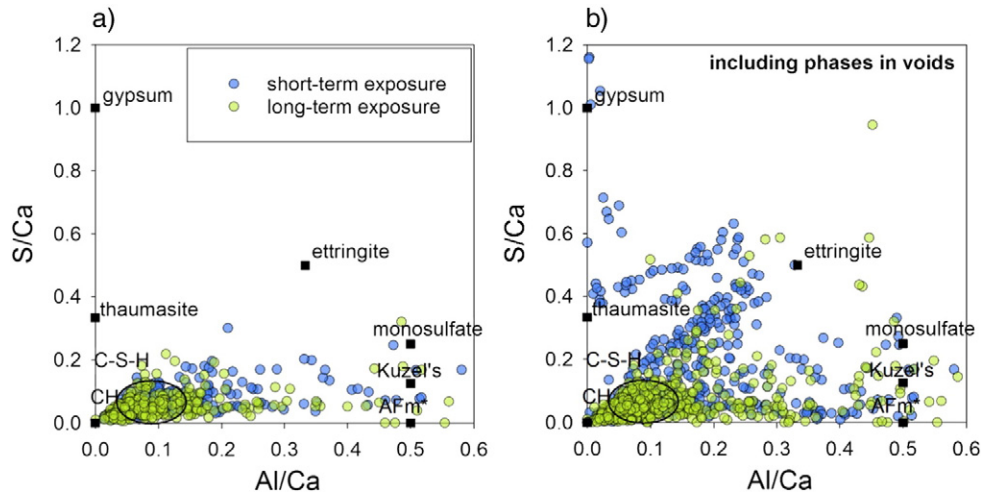 a)
1.2
1.0
0.8
0.6
0.4
0.2
0.0
S/Ca
short-term exposure
long-term exposure
gypsum
ettringite
thaumasite
monosulfate
C-S-H
Kuzel's
CH
AFm*
0.0 0.1 0.2 0.3 0.4 0.5 0.6
Al/Ca
b)
1.2
1.0
0.8
0.6
0.4
0.2
0.0
S/Ca
including phases in voids
gypsum
ettringite
thaumasite
monosulfate
C-S-H
Kuzel's
CH
AFm*
0.0 0.1 0.2 0.3 0.4 0.5 0.6
Al/Ca